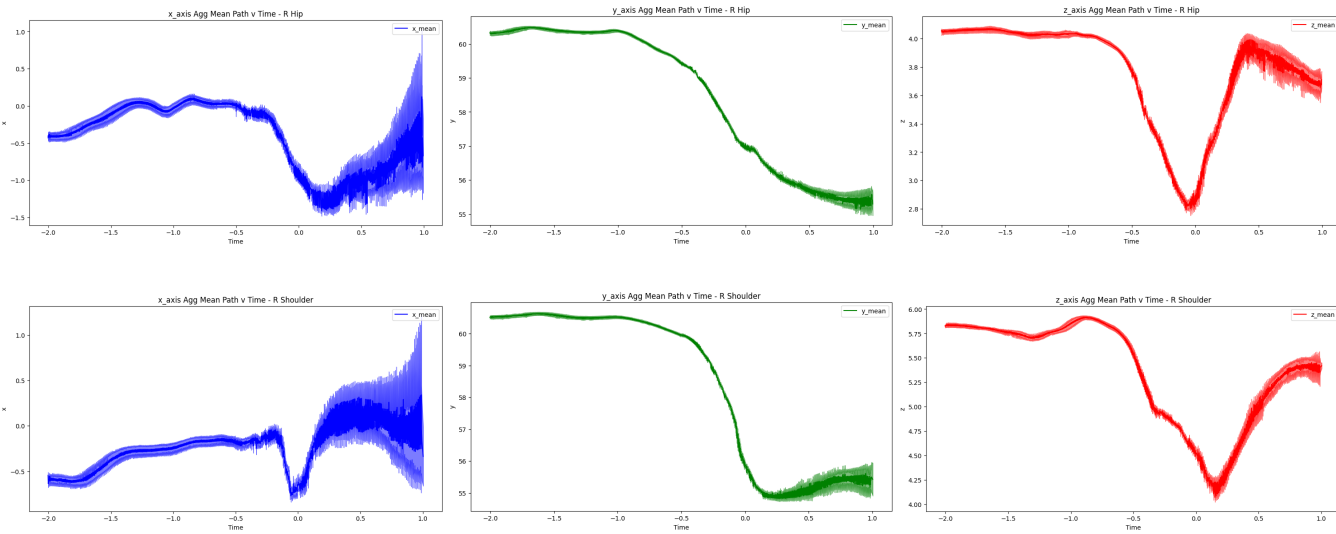 x_axis Agg Mean Path v Time - R Hip
x_mean
x
1.0
0.5
0.0
−0.5
−1.0
−1.5
−2.0 −1.5 −1.0 −0.5 0.0 0.5 1.0
Time
y_axis Agg Mean Path v Time - R Hip
y_mean
y
60
59
58
57
56
55
−2.0 −1.5 −1.0 −0.5 0.0 0.5 1.0
Time
z_axis Agg Mean Path v Time - R Hip
z_mean
z
4.0
3.8
3.6
3.4
3.2
3.0
2.8
−2.0 −1.5 −1.0 −0.5 0.0 0.5 1.0
Time
x_axis Agg Mean Path v Time - R Shoulder
x_mean
x
1.0
0.5
0.0
−0.5
−2.0 −1.5 −1.0 −0.5 0.0 0.5 1.0
Time
y_axis Agg Mean Path v Time - R Shoulder
y_mean
y
60
59
58
57
56
55
−2.0 −1.5 −1.0 −0.5 0.0 0.5 1.0
Time
z_axis Agg Mean Path v Time - R Shoulder
z_mean
z
6.00
5.75
5.50
5.25
5.00
4.75
4.50
4.25
4.00
−2.0 −1.5 −1.0 −0.5 0.0 0.5 1.0
Time